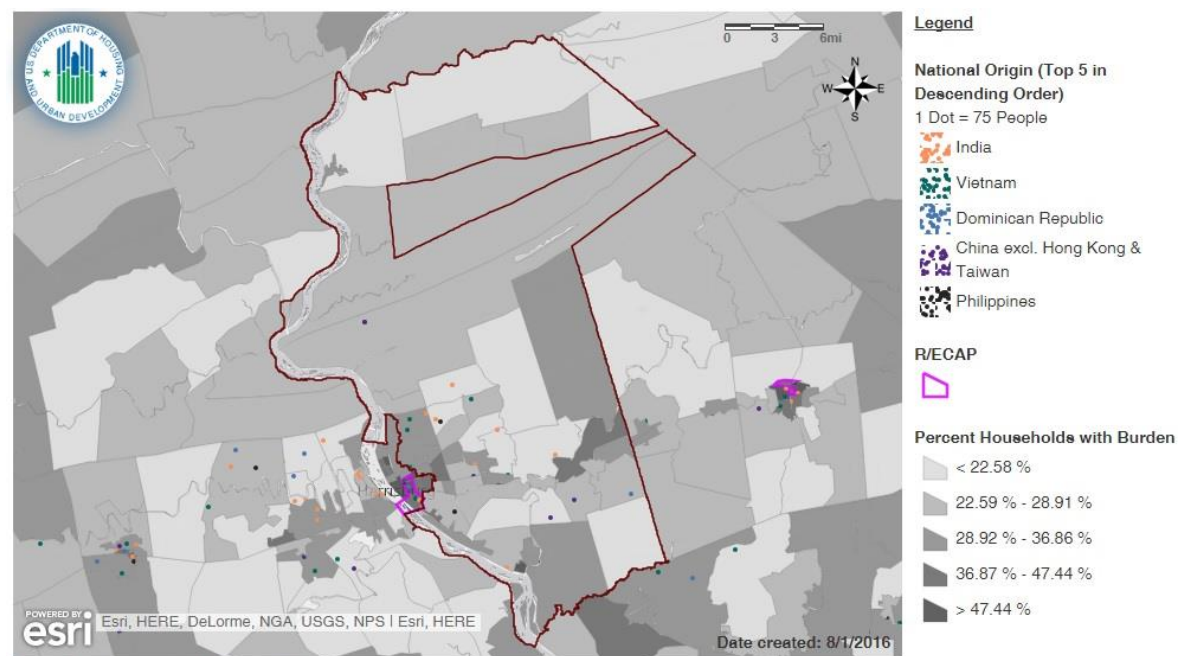 US DEPARTMENT OF HOUSING
AND URBAN DEVELOPMENT
0 3 6mi
N
W E
S
POWERED BY
esri
Esri, HERE, DeLorme, NGA, USGS, NPS | Esri, HERE
Date created: 8/1/2016
Legend
National Origin (Top 5 in
Descending Order)
1 Dot = 75 People
India
Vietnam
Dominican Republic
China excl. Hong Kong &
Taiwan
Philippines
R/ECAP
Percent Households with Burden
< 22.58 %
22.59 % - 28.91 %
28.92 % - 36.86 %
36.87 % - 47.44 %
> 47.44 %